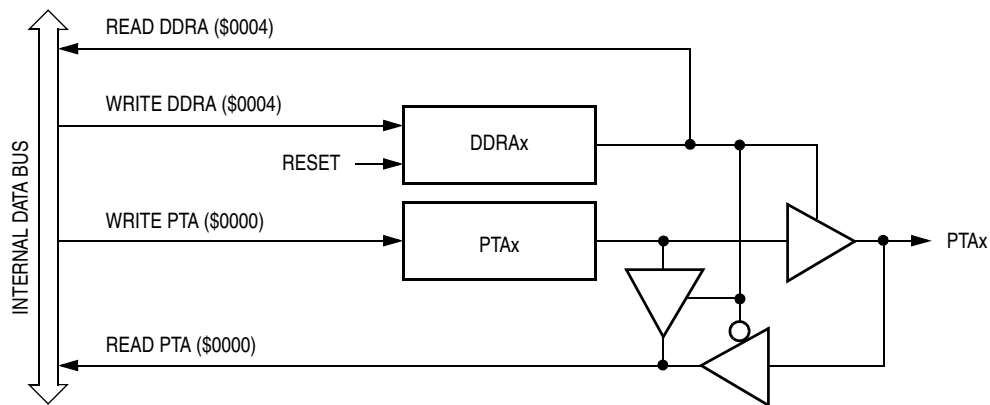 READ DDRA ($0004)
WRITE DDRA ($0004)
DDRAx
RESET
WRITE PTA ($0000)
PTAx
PTAx
READ PTA ($0000)
INTERNAL DATA BUS